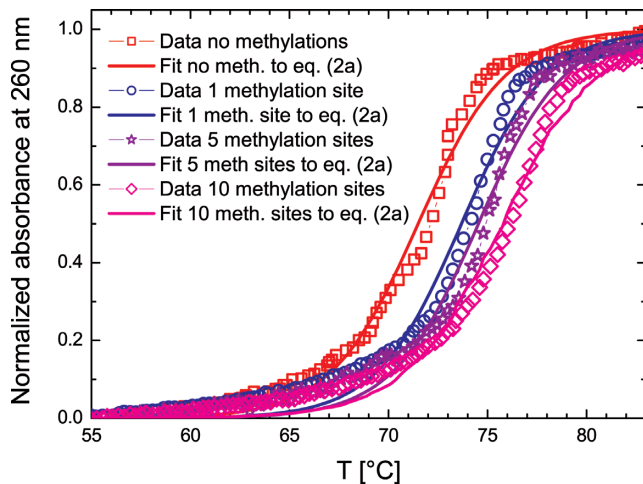 1.0
0.8
0.6
0.4
0.2
0.0
Normalized absorbance at 260 nm
Data no methylations
Fit no meth. to eq. (2a)
Data 1 methylation site
Fit 1 meth. site to eq. (2a)
Data 5 methylation sites
Fit 5 meth sites to eq. (2a)
Data 10 methylation sites
Fit 10 meth. sites to eq. (2a)
55 60 65 70 75 80
T [°C]